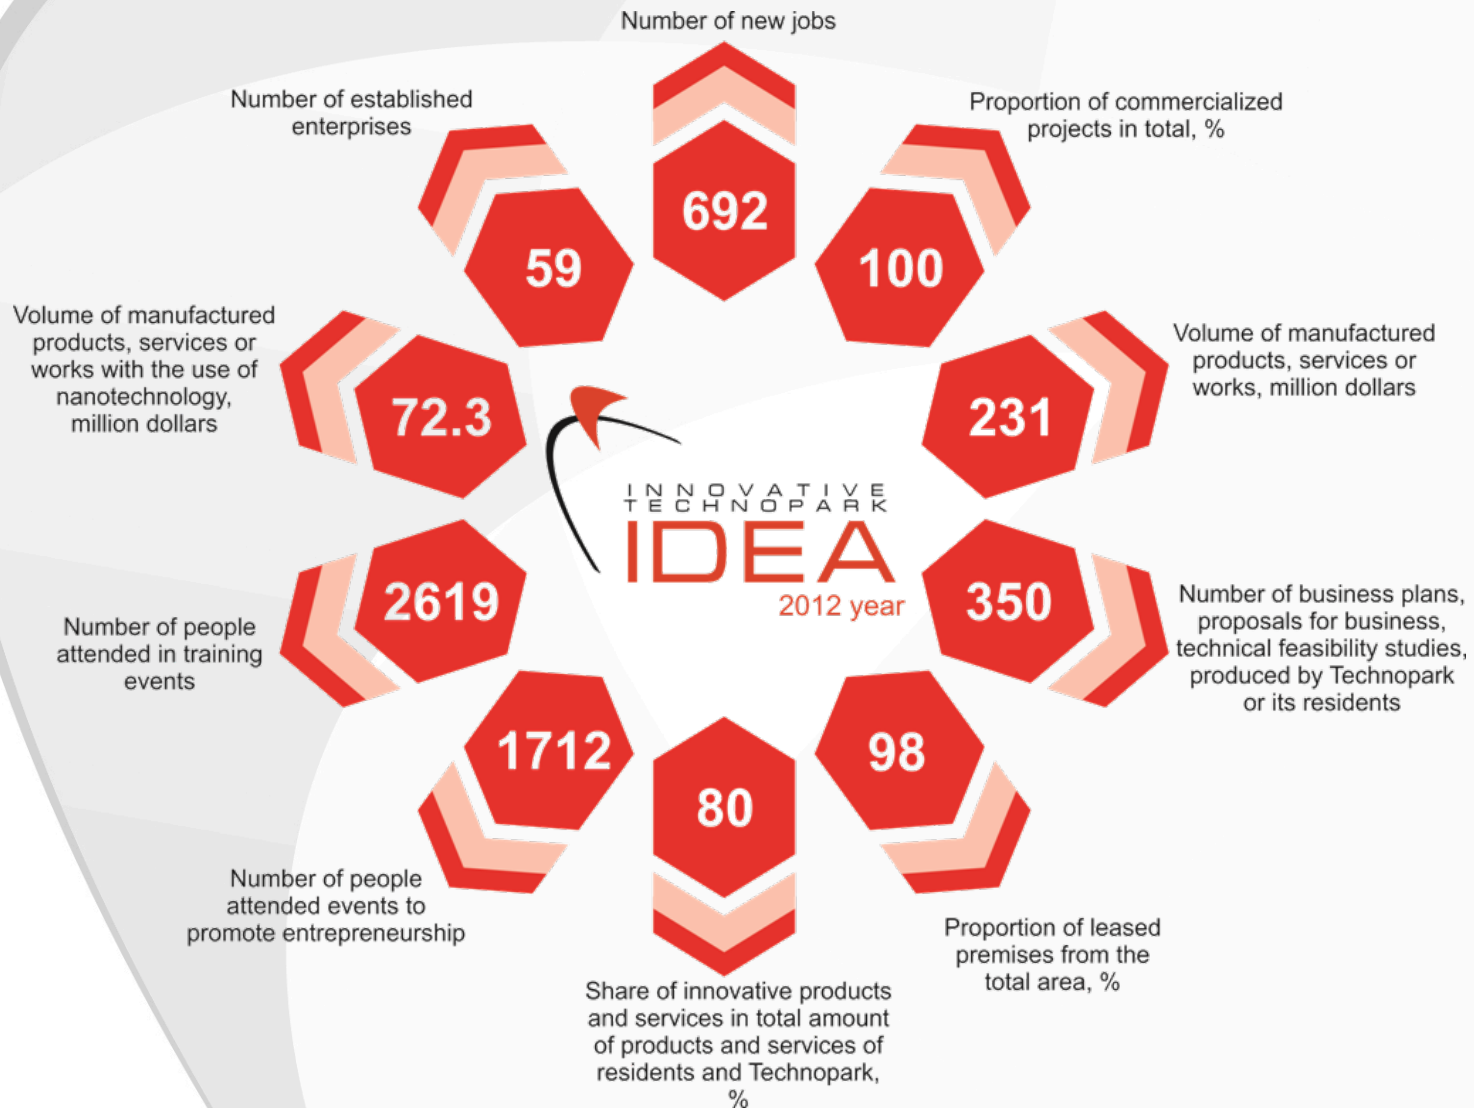 Number of new jobs
692
Proportion of commercialized
projects in total, %
100
Volume of manufactured
products, services or
works, million dollars
231
Number of business plans,
proposals for business,
technical feasibility studies,
produced by Technopark
or its residents
350
Proportion of leased
premises from the
total area, %
98
Share of innovative products
and services in total amount
of products and services of
residents and Technopark,
%
80
Number of people
attended events to
promote entrepreneurship
1712
Number of people
attended in training
events
2619
Volume of manufactured
products, services or
works with the use of
nanotechnology,
million dollars
72.3
Number of established
enterprises
59
INNOVATIVE
TECHNOPARK
IDEA
2012 year